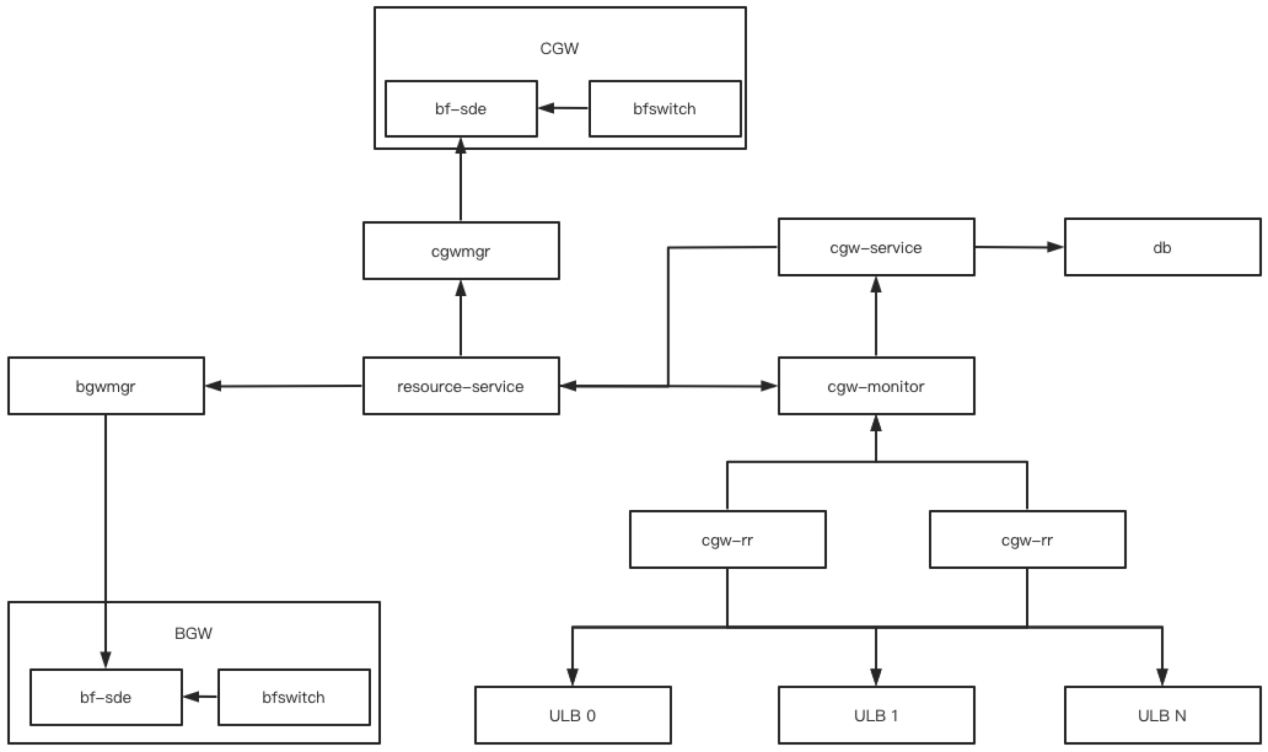 CGW
bf-sde
bfswitch
cgwmgr
cgw-service
db
bgwmgr
resource-service
cgw-monitor
cgw-rr
cgw-rr
BGW
bf-sde
bfswitch
ULB 0
ULB 1
ULB N